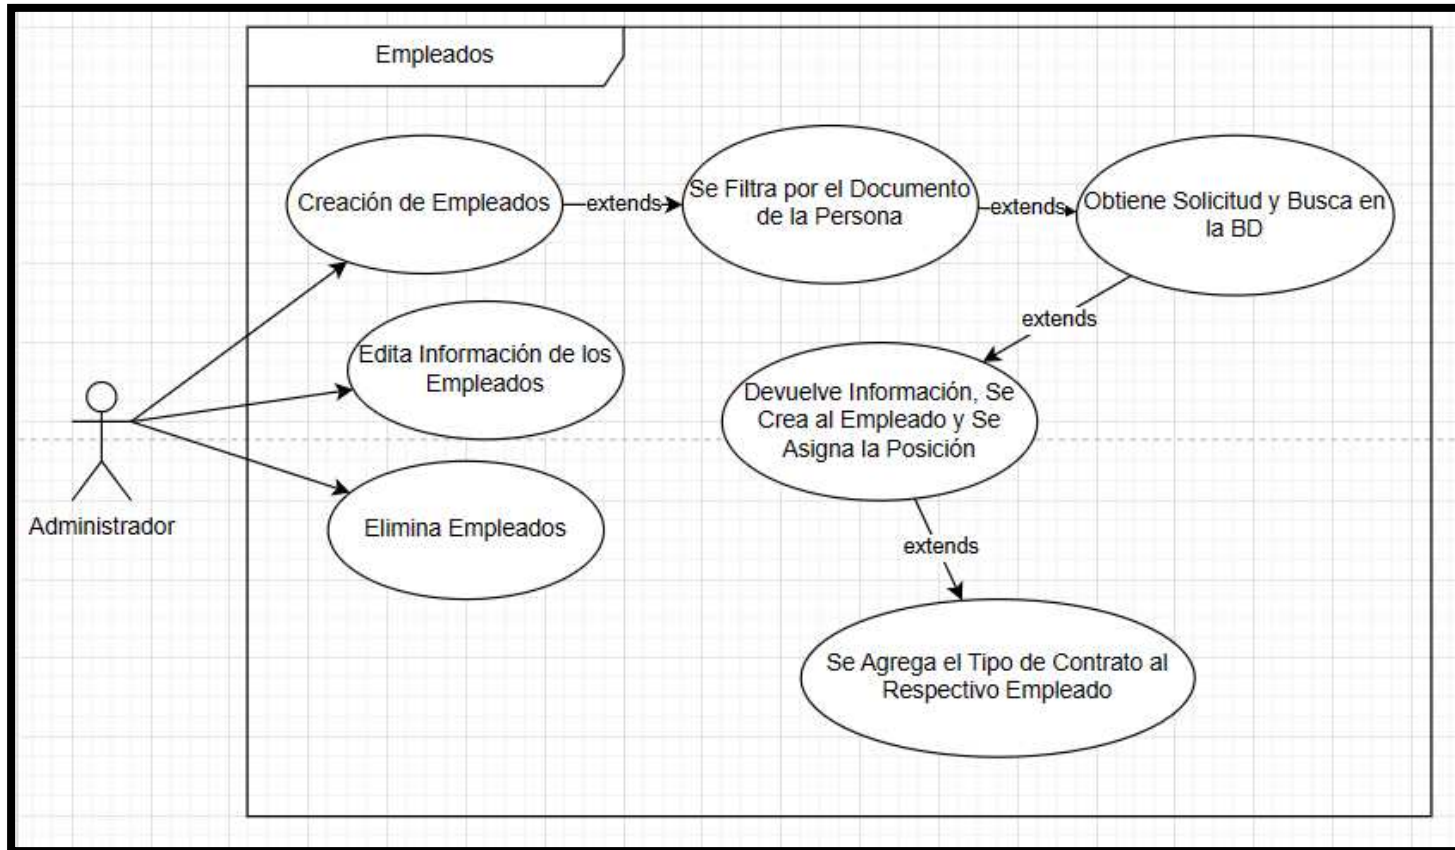 Empleados
Creación de Empleados
extends
Se Filtra por el Documento
de la Persona
extends
Obtiene Solicitud y Busca en
la BD
extends
Edita Información de los
Empleados
Devuelve Información, Se
Crea al Empleado y Se
Asigna la Posición
Administrador
Elimina Empleados
extends
Se Agrega el Tipo de Contrato al
Respectivo Empleado